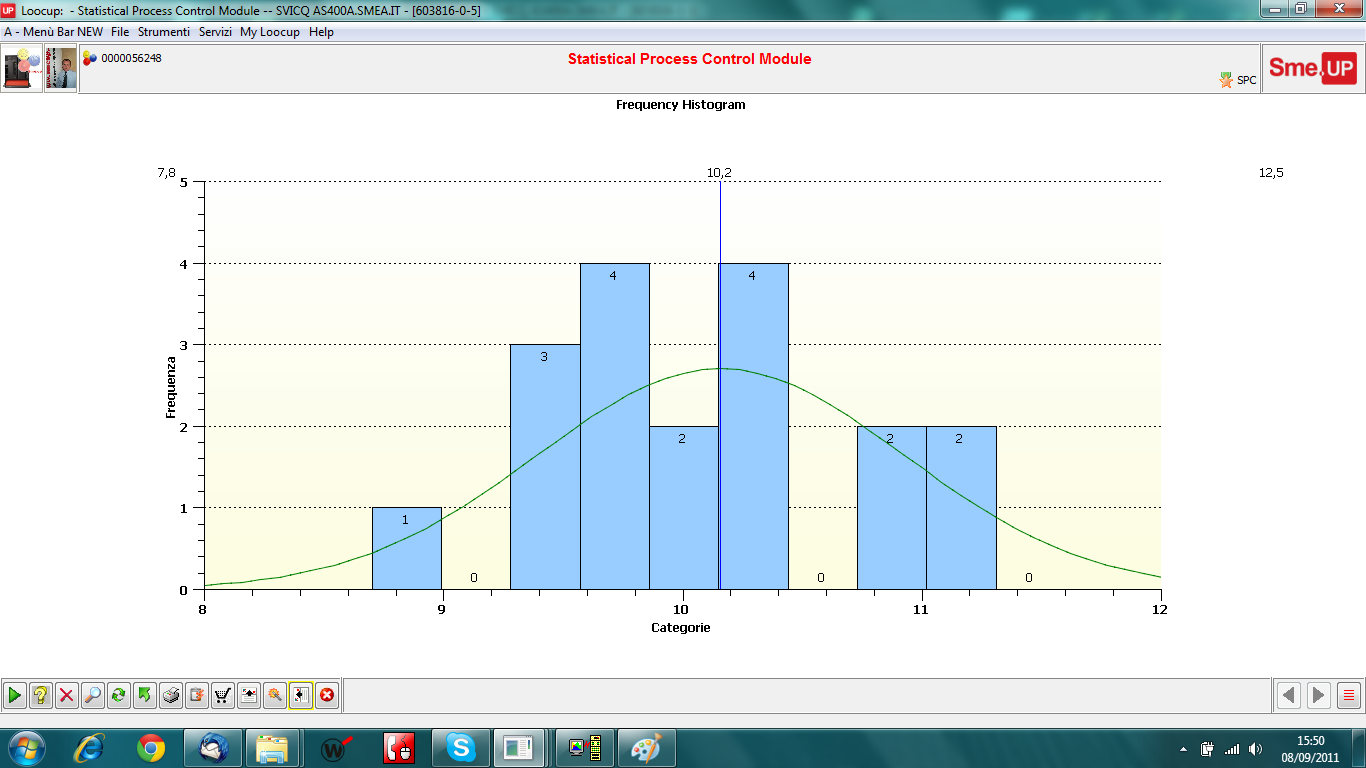 UP Loocup:  - Statistical Process Control Module -- SVICQ AS400A.SMEA.IT - [603816-0-5]
A - Menù Bar NEW File Strumenti Servizi My Loocup Help
0000056248
Statistical Process Control Module
SPC
Sme.UP
Frequency Histogram
7,8 10,2 12,5
5
4
4 4
3
3
Frequenza
2
2 2 2
1
1
0 0 0
0
8 9 10 11 12
Categorie
15:50
08/09/2011